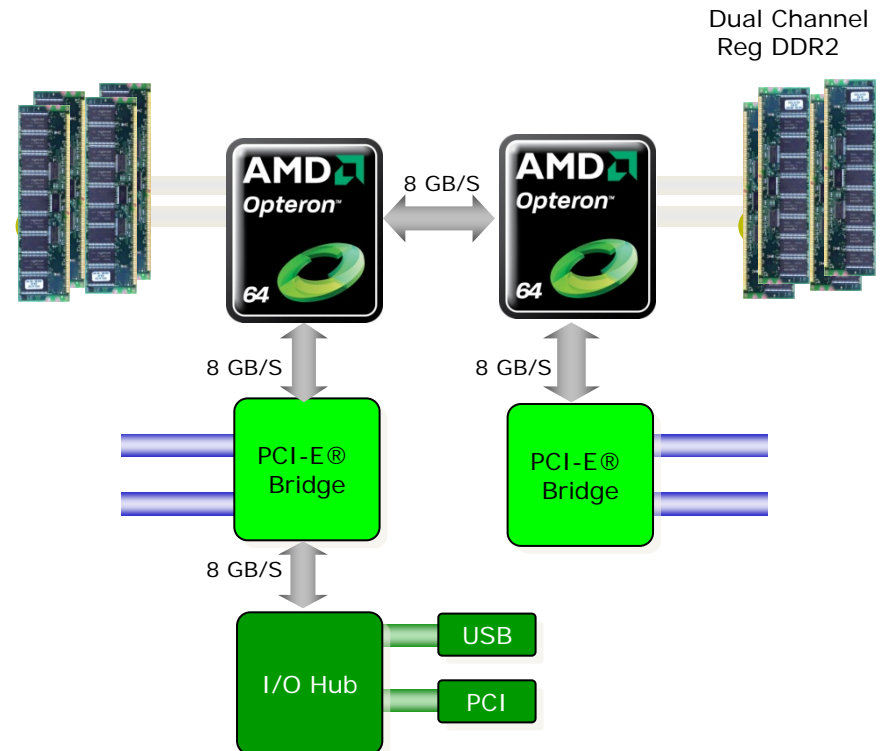 Dual Channel
Reg DDR2
AMD
Opteron™
64
8 GB/S
AMD
Opteron™
64
8 GB/S
8 GB/S
PCI-E®
Bridge
PCI-E®
Bridge
8 GB/S
I/O Hub
USB
PCI